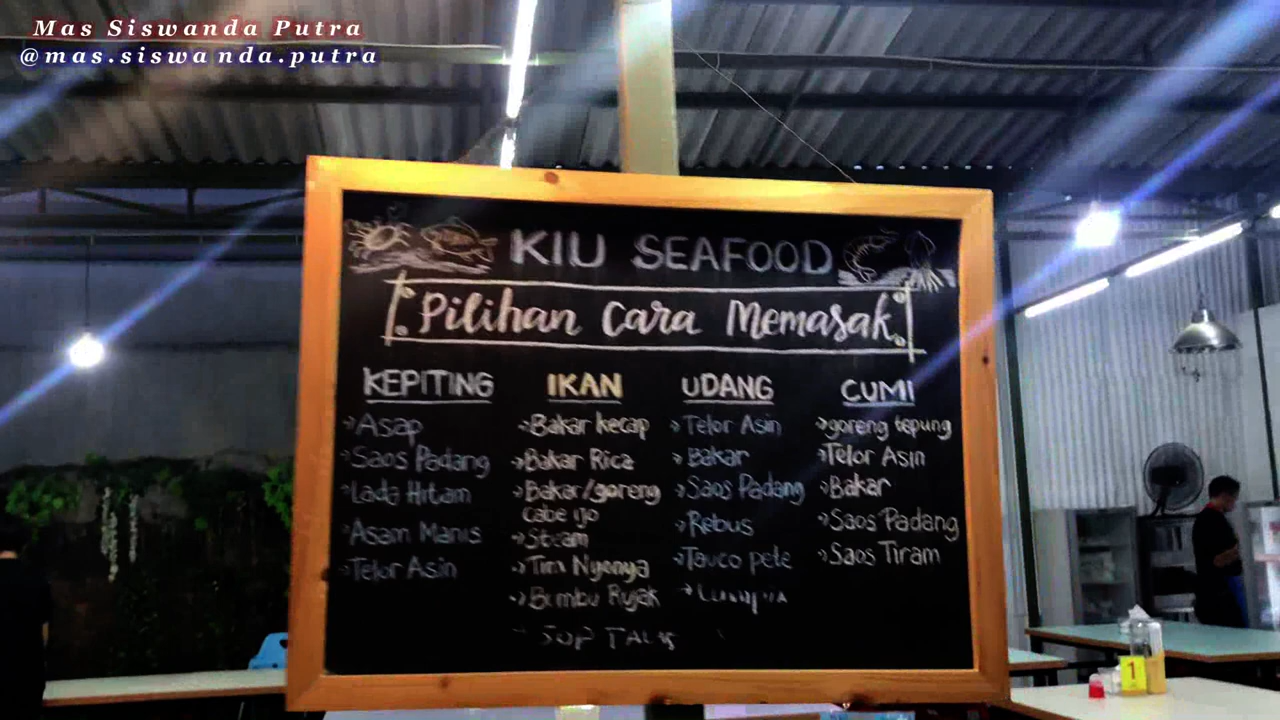 Mas Siswanda Putra
@mas.siswanda.putra
KIU SEAFOOD
Pilihan Cara Memasak
KEPITING
Asap
Saos Padang
Lada Hitam
Asam Manis
Telor Asin
IKAN
Bakar kecap
Bakar Rica
Bakar/goreng
cabe ijo
Steam
Tim Nyonya
Bumbu Rujak
SOP
UDANG
Telor Asin
Bakar
Saos Padang
Rebus
Tauco pete
CUMI
goreng tepung
Telor Asin
Bakar
Saos Padang
Saos Tiram
1